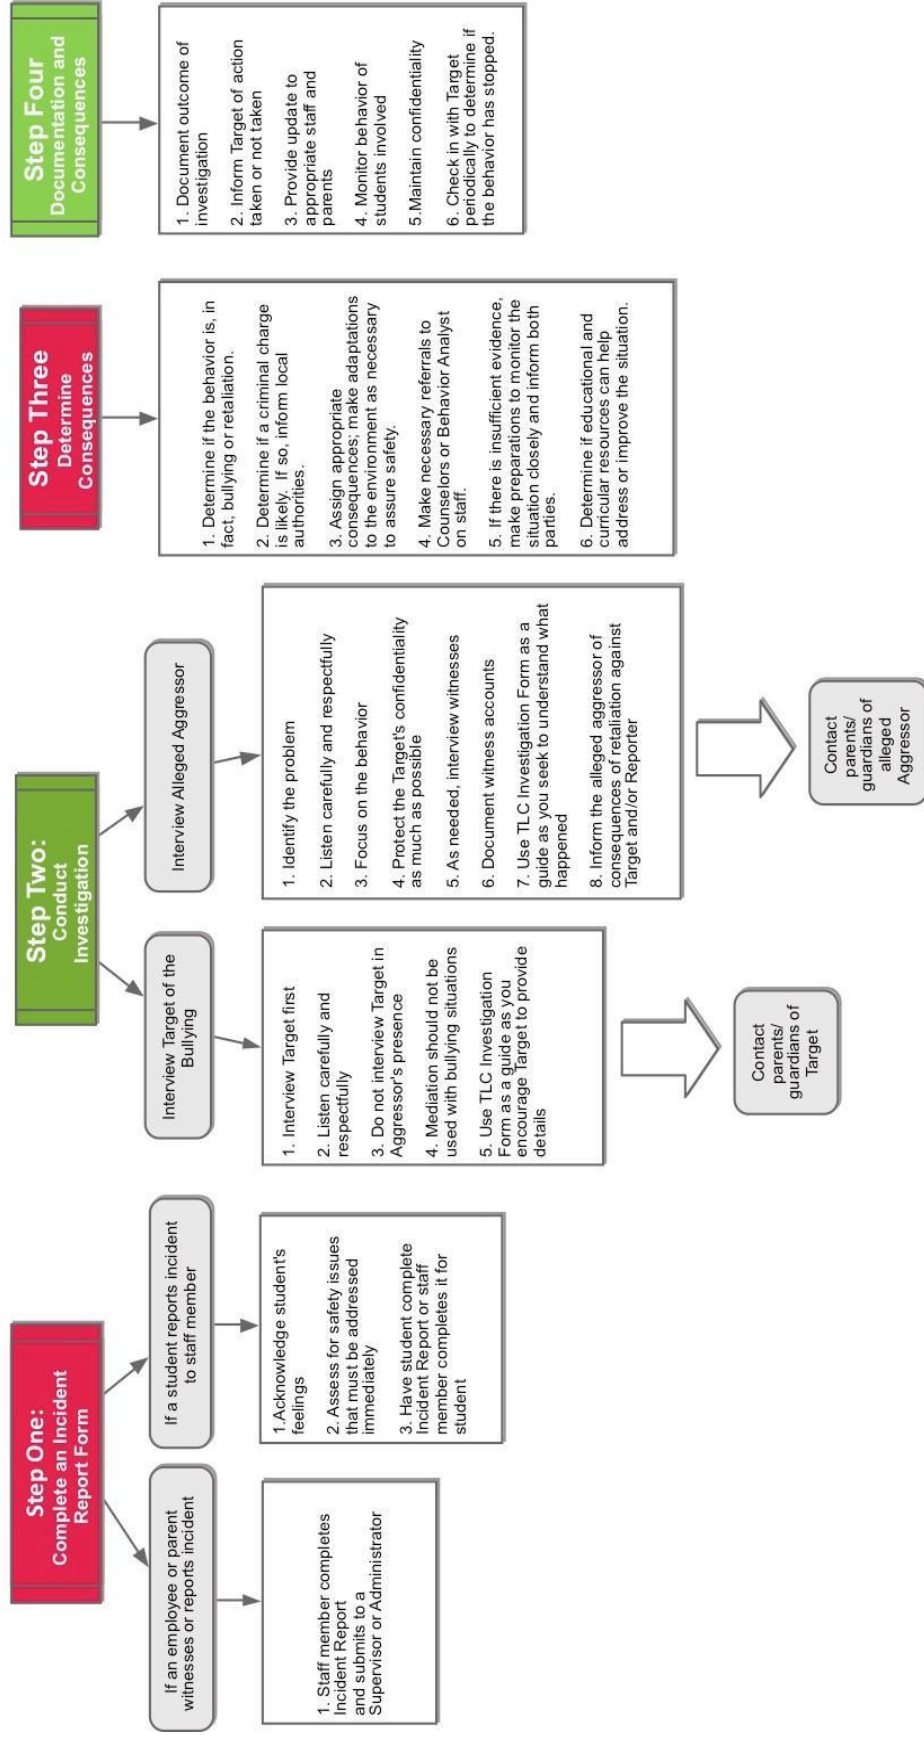 Step One:
Complete an Incident
Report Form
If an employee or parent
witnesses or reports incident
1. Staff member completes
Incident Report
and submits to a
Supervisor or Administrator
If a student reports incident
to staff member
1.Acknowledge student's
feelings
2. Assess for safety issues
that must be addressed
immediately
3. Have student complete
Incident Report or staff
member completes it for
student
Step Two:
Conduct
Investigation
Interview Target of the
Bullying
1. Interview Target first
2. Listen carefully and
respectfully
3. Do not interview Target in
Aggressor's presence
4. Mediation should not be
used with bullying situations
5. Use TLC Investigation
Form as a guide as you
encourage Target to provide
details
Contact
parents/
guardians of
Target
Interview Alleged Aggressor
1. Identify the problem
2. Listen carefully and respectfully
3. Focus on the behavior
4. Protect the Target's confidentiality
as much as possible
5. As needed, interview witnesses
6. Document witness accounts
7. Use TLC Investigation Form as a
guide as you seek to understand what
happened
8. Inform the alleged aggressor of
consequences of retaliation against
Target and/or Reporter
Contact
parents/
guardians of
alleged
Aggressor
Step Three
Determine
Consequences
1. Determine if the behavior is, in
fact, bullying or retaliation.
2. Determine if a criminal charge
is likely. If so, inform local
authorities.
3. Assign appropriate
consequences; make adaptations
to the environment as necessary
to assure safety.
4. Make necessary referrals to
Counselors or Behavior Analyst
on staff.
5. If there is insufficient evidence,
make preparations to monitor the
situation closely and inform both
parties.
6. Determine if educational and
curricular resources can help
address or improve the situation.
Step Four
Documentation and
Consequences
1. Document outcome of
investigation
2. Inform Target of action
taken or not taken
3. Provide update to
appropriate staff and
parents
4. Monitor behavior of
students involved
5.Maintain confidentiality
6. Check in with Target
periodically to determine if
the behavior has stopped.